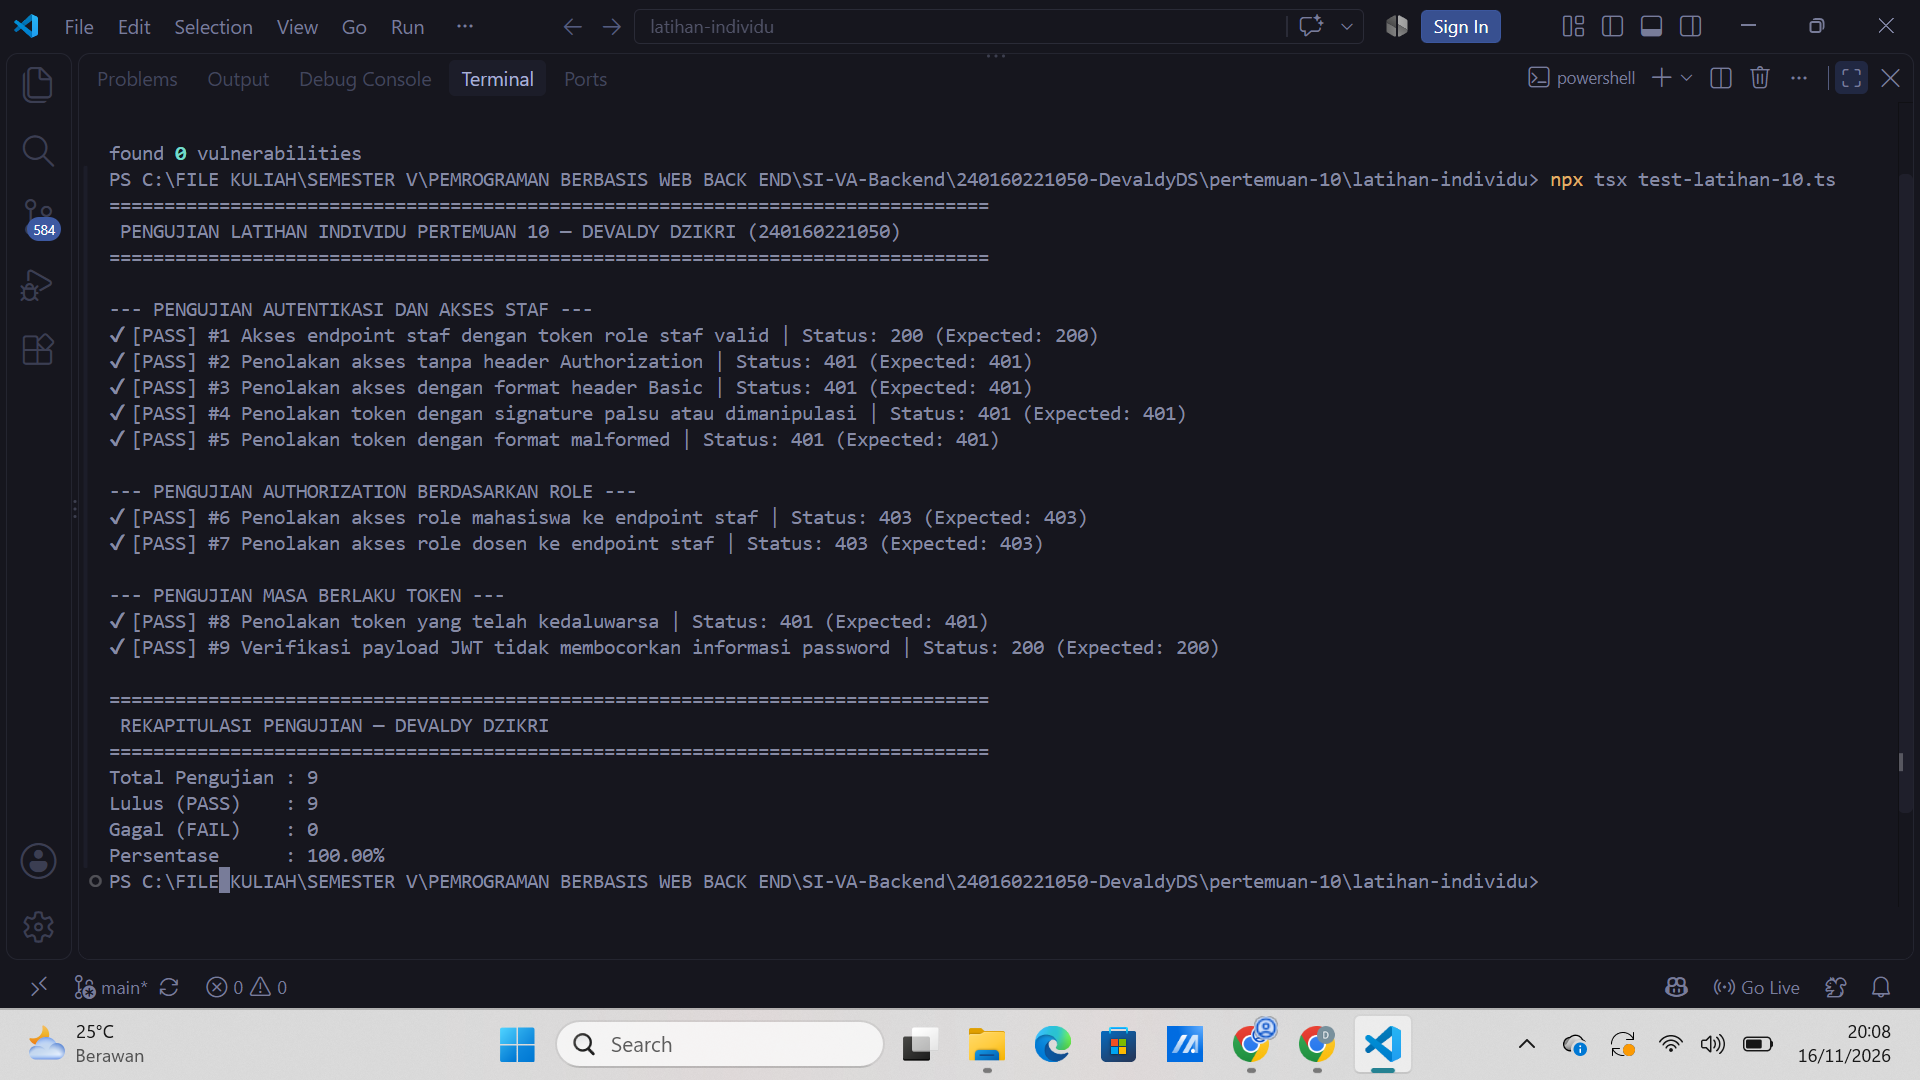 File Edit Selection View Go Run ··· latihan-individu Sign In
Problems Output Debug Console Terminal Ports powershell
584
found 0 vulnerabilities
PS C:\FILE KULIAH\SEMESTER V\PEMROGRAMAN BERBASIS WEB BACK END\SI-VA-Backend\240160221050-DevaldyDS\pertemuan-10\latihan-individu> npx tsx test-latihan-10.ts
================================================================================
PENGUJIAN LATIHAN INDIVIDU PERTEMUAN 10 — DEVALDY DZIKRI (240160221050)
================================================================================
--- PENGUJIAN AUTENTIKASI DAN AKSES STAF ---
✓ [PASS] #1 Akses endpoint staf dengan token role staf valid | Status: 200 (Expected: 200)
✓ [PASS] #2 Penolakan akses tanpa header Authorization | Status: 401 (Expected: 401)
✓ [PASS] #3 Penolakan akses dengan format header Basic | Status: 401 (Expected: 401)
✓ [PASS] #4 Penolakan token dengan signature palsu atau dimanipulasi | Status: 401 (Expected: 401)
✓ [PASS] #5 Penolakan token dengan format malformed | Status: 401 (Expected: 401)
--- PENGUJIAN AUTHORIZATION BERDASARKAN ROLE ---
✓ [PASS] #6 Penolakan akses role mahasiswa ke endpoint staf | Status: 403 (Expected: 403)
✓ [PASS] #7 Penolakan akses role dosen ke endpoint staf | Status: 403 (Expected: 403)
--- PENGUJIAN MASA BERLAKU TOKEN ---
✓ [PASS] #8 Penolakan token yang telah kedaluwarsa | Status: 401 (Expected: 401)
✓ [PASS] #9 Verifikasi payload JWT tidak membocorkan informasi password | Status: 200 (Expected: 200)
================================================================================
REKAPITULASI PENGUJIAN — DEVALDY DZIKRI
================================================================================
Total Pengujian : 9
Lulus (PASS) : 9
Gagal (FAIL) : 0
Persentase : 100.00%
PS C:\FILE KULIAH\SEMESTER V\PEMROGRAMAN BERBASIS WEB BACK END\SI-VA-Backend\240160221050-DevaldyDS\pertemuan-10\latihan-individu>
main* 0 0 Go Live
25°C
Berawan
Search
D
20:08
16/11/2026